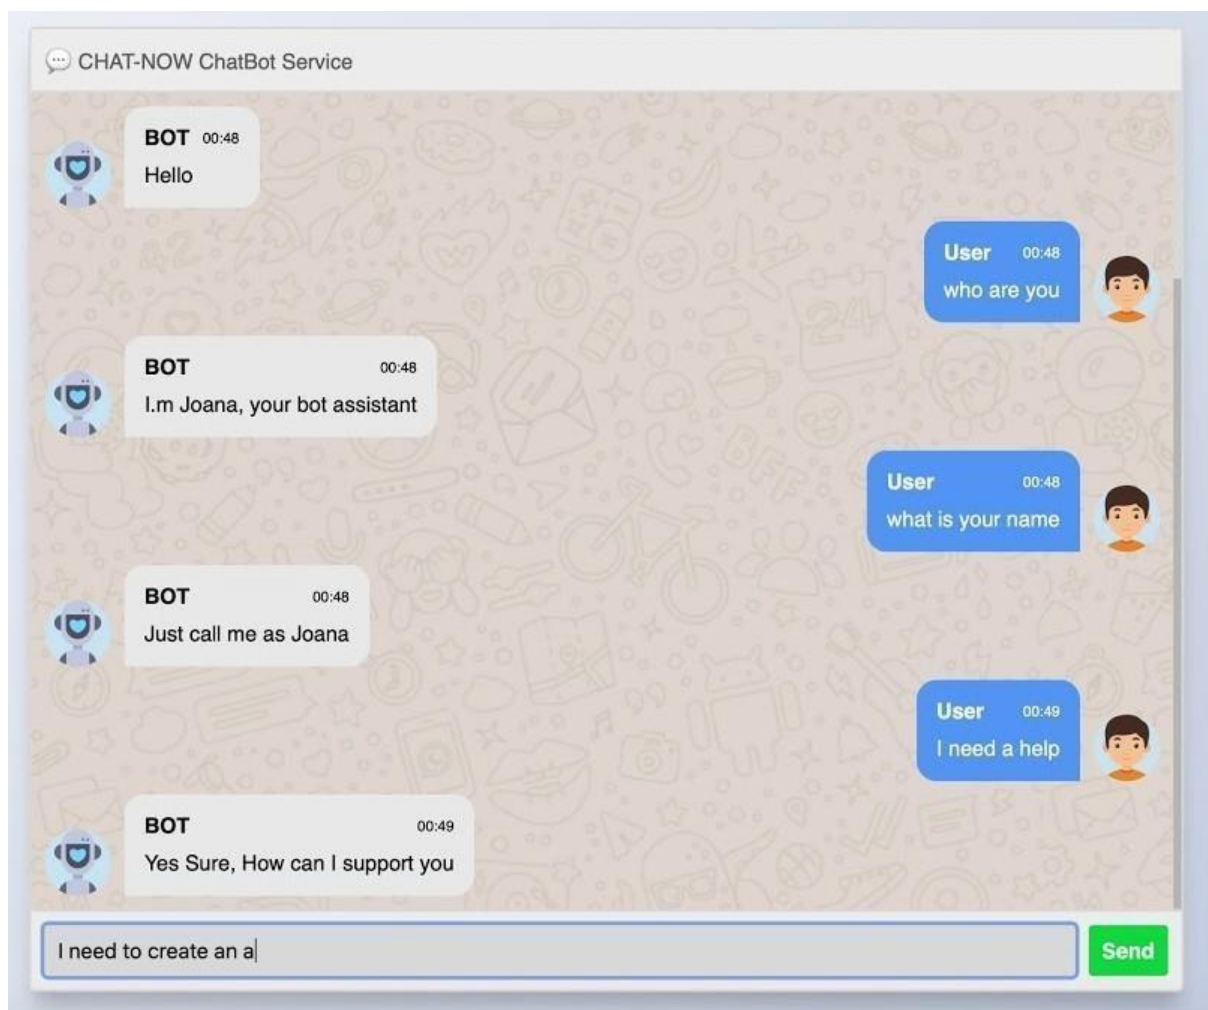 CHAT-NOW ChatBot Service
BOT 00:48
Hello
User 00:48
who are you
BOT 00:48
I.m Joana, your bot assistant
User 00:48
what is your name
BOT 00:48
Just call me as Joana
User 00:49
I need a help
BOT 00:49
Yes Sure, How can I support you
I need to create an a
Send